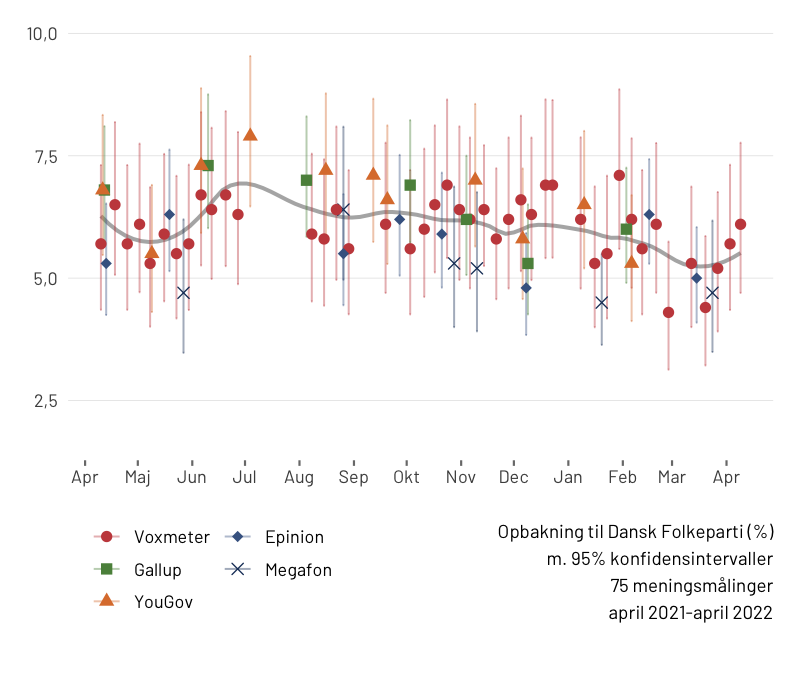 10,0
7,5
5,0
2,5
Apr Maj Jun Jul Aug Sep Okt Nov Dec Jan Feb Mar Apr
Voxmeter Epinion
Gallup Megafon
YouGov
Opbakning til Dansk Folkeparti (%)
m. 95% konfidensintervaller
75 meningsmålinger
april 2021-april 2022